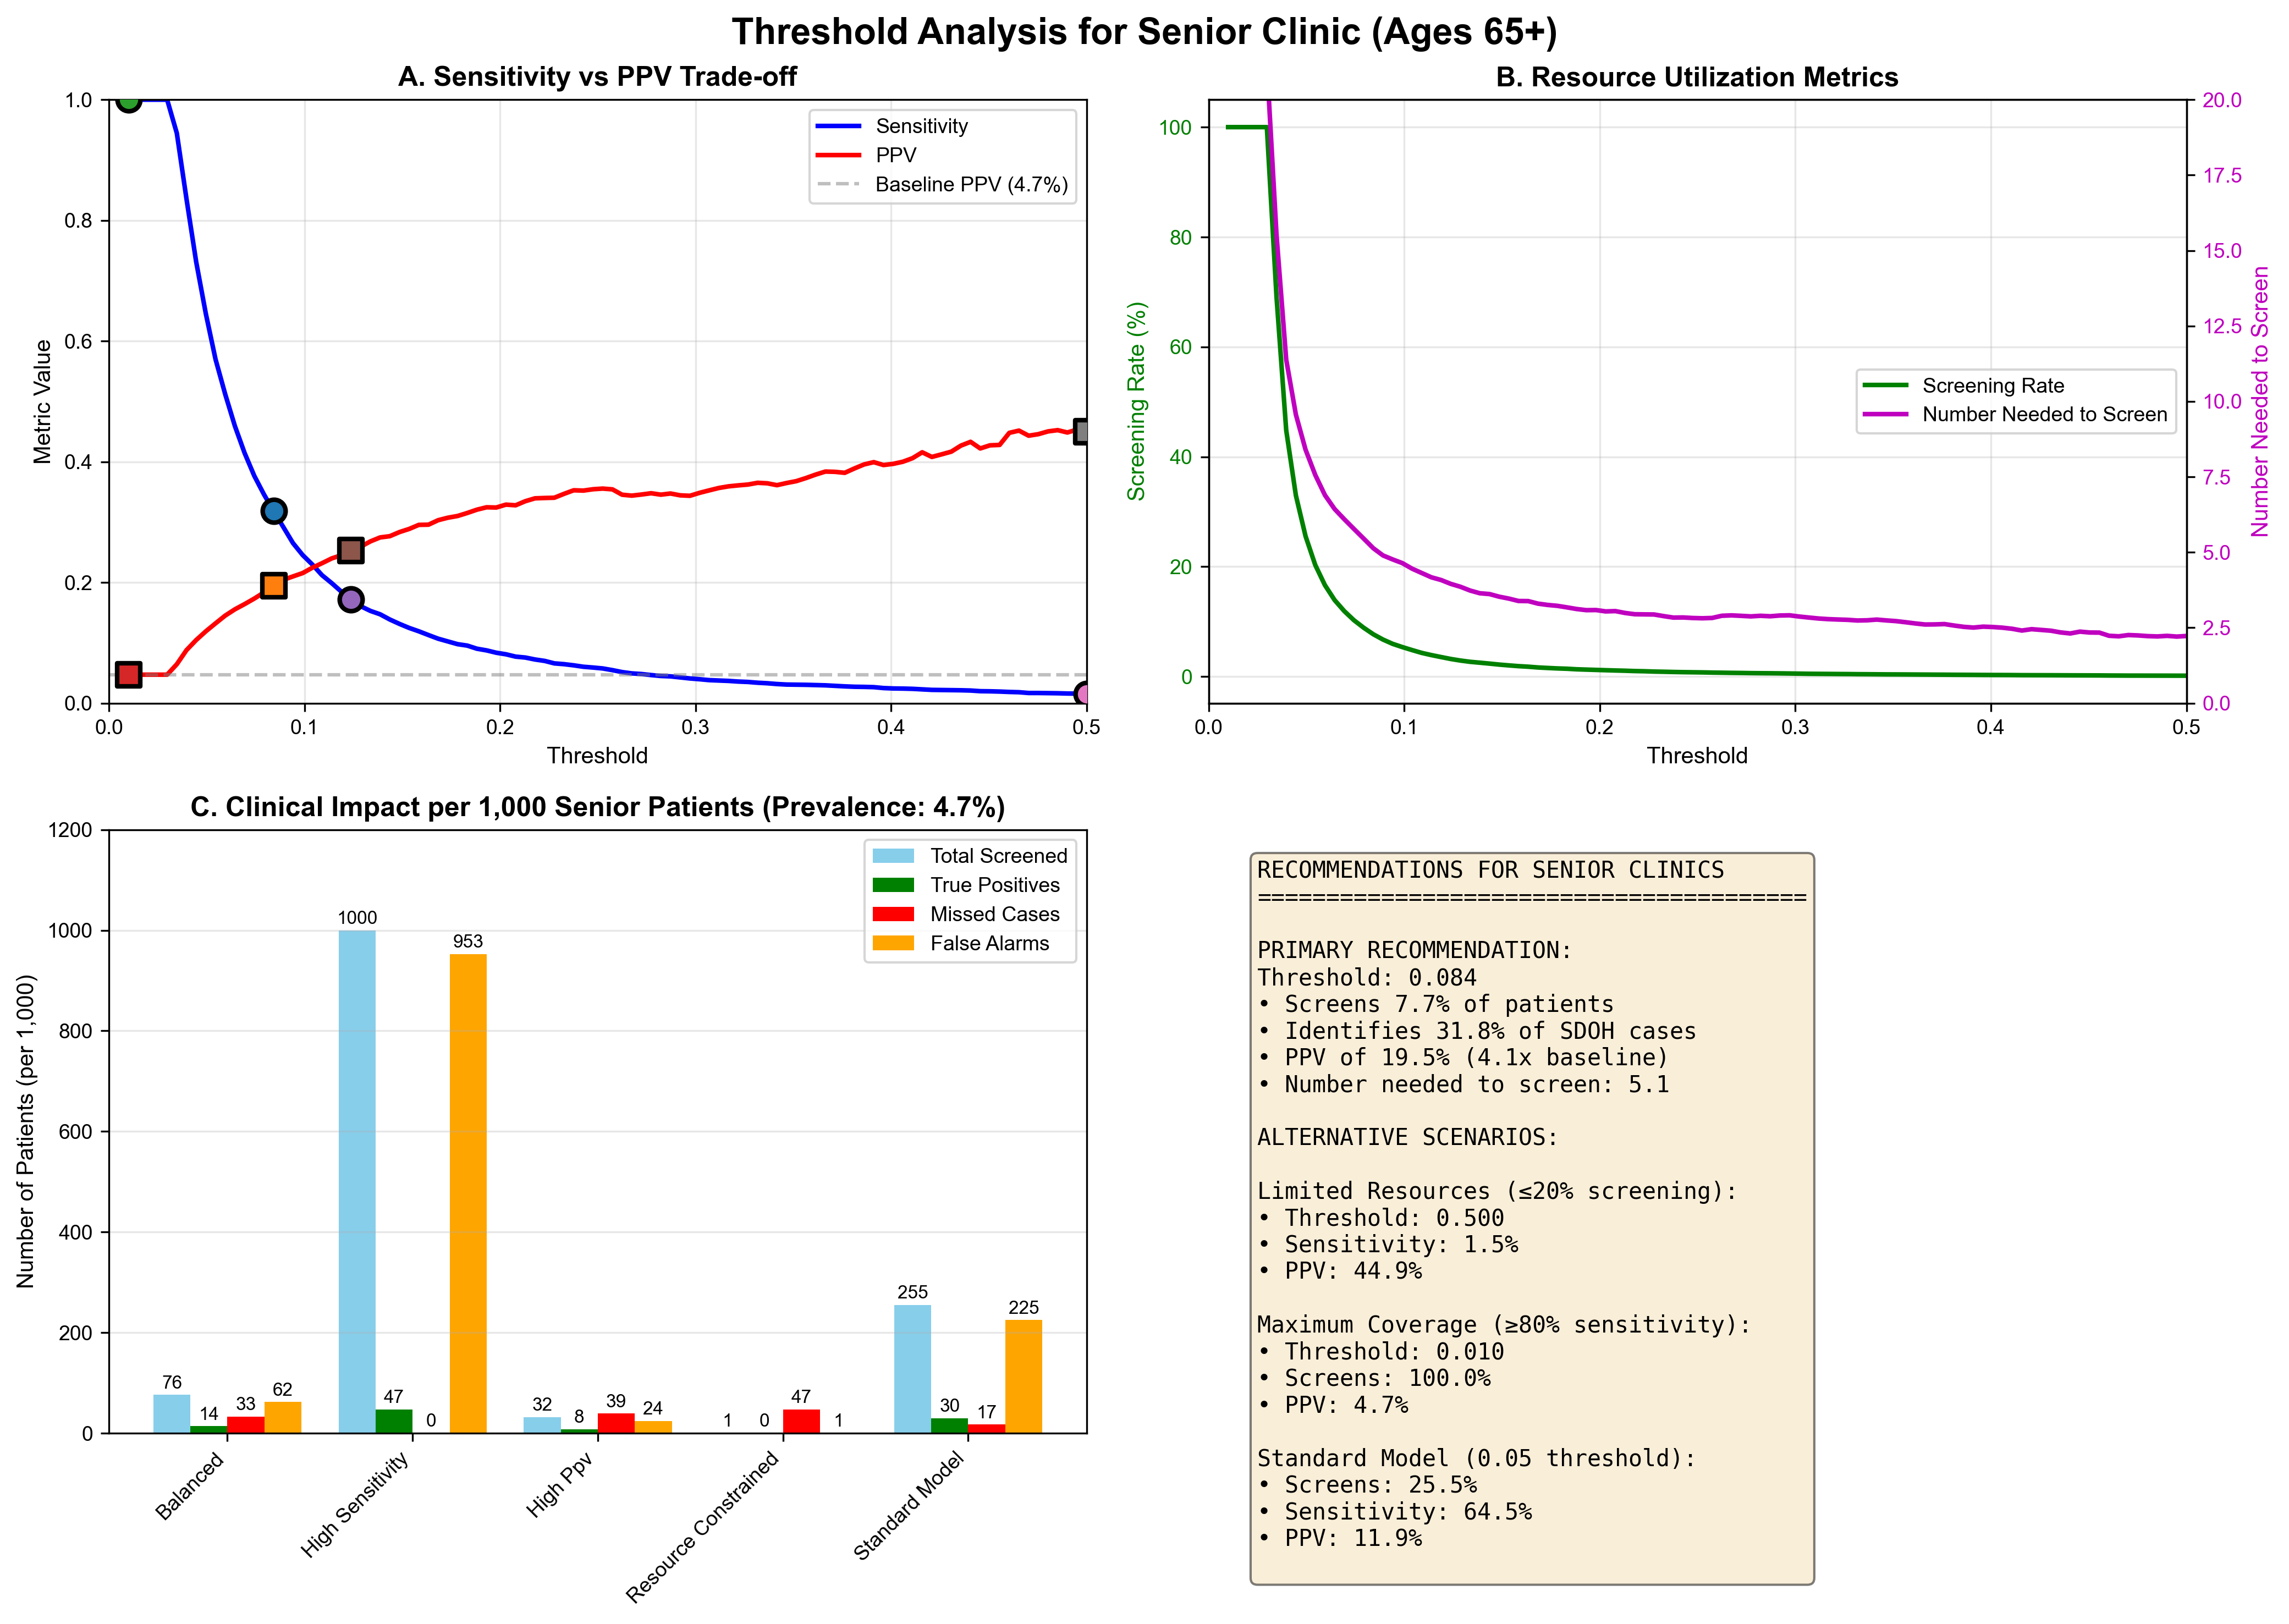 Threshold Analysis for Senior Clinic (Ages 65+)
A. Sensitivity vs PPV Trade-off
1.0
0.8
0.6
0.4
0.2
0.0
Metric Value
0.0
0.1
0.2
0.3
0.4
0.5
Threshold
Sensitivity
PPV
Baseline PPV (4.7%)
B. Resource Utilization Metrics
100
80
60
40
20
0
Screening Rate (%)
20.0
17.5
15.0
12.5
10.0
7.5
5.0
2.5
0.0
Number Needed to Screen
0.0
0.1
0.2
0.3
0.4
0.5
Threshold
Screening Rate
Number Needed to Screen
C. Clinical Impact per 1,000 Senior Patients (Prevalence: 4.7%)
1200
1000
800
600
400
200
0
Number of Patients (per 1,000)
Total Screened
True Positives
Missed Cases
False Alarms
76
14
33
62
1000
47
0
953
32
8
39
24
1
0
47
1
255
30
17
225
Balanced
High Sensitivity
High Ppv
Resource Constrained
Standard Model
RECOMMENDATIONS FOR SENIOR CLINICS
========================================
PRIMARY RECOMMENDATION:
Threshold: 0.084
• Screens 7.7% of patients
• Identifies 31.8% of SDOH cases
• PPV of 19.5% (4.1x baseline)
• Number needed to screen: 5.1
ALTERNATIVE SCENARIOS:
Limited Resources (≤20% screening):
• Threshold: 0.500
• Sensitivity: 1.5%
• PPV: 44.9%
Maximum Coverage (≥80% sensitivity):
• Threshold: 0.010
• Screens: 100.0%
• PPV: 4.7%
Standard Model (0.05 threshold):
• Screens: 25.5%
• Sensitivity: 64.5%
• PPV: 11.9%